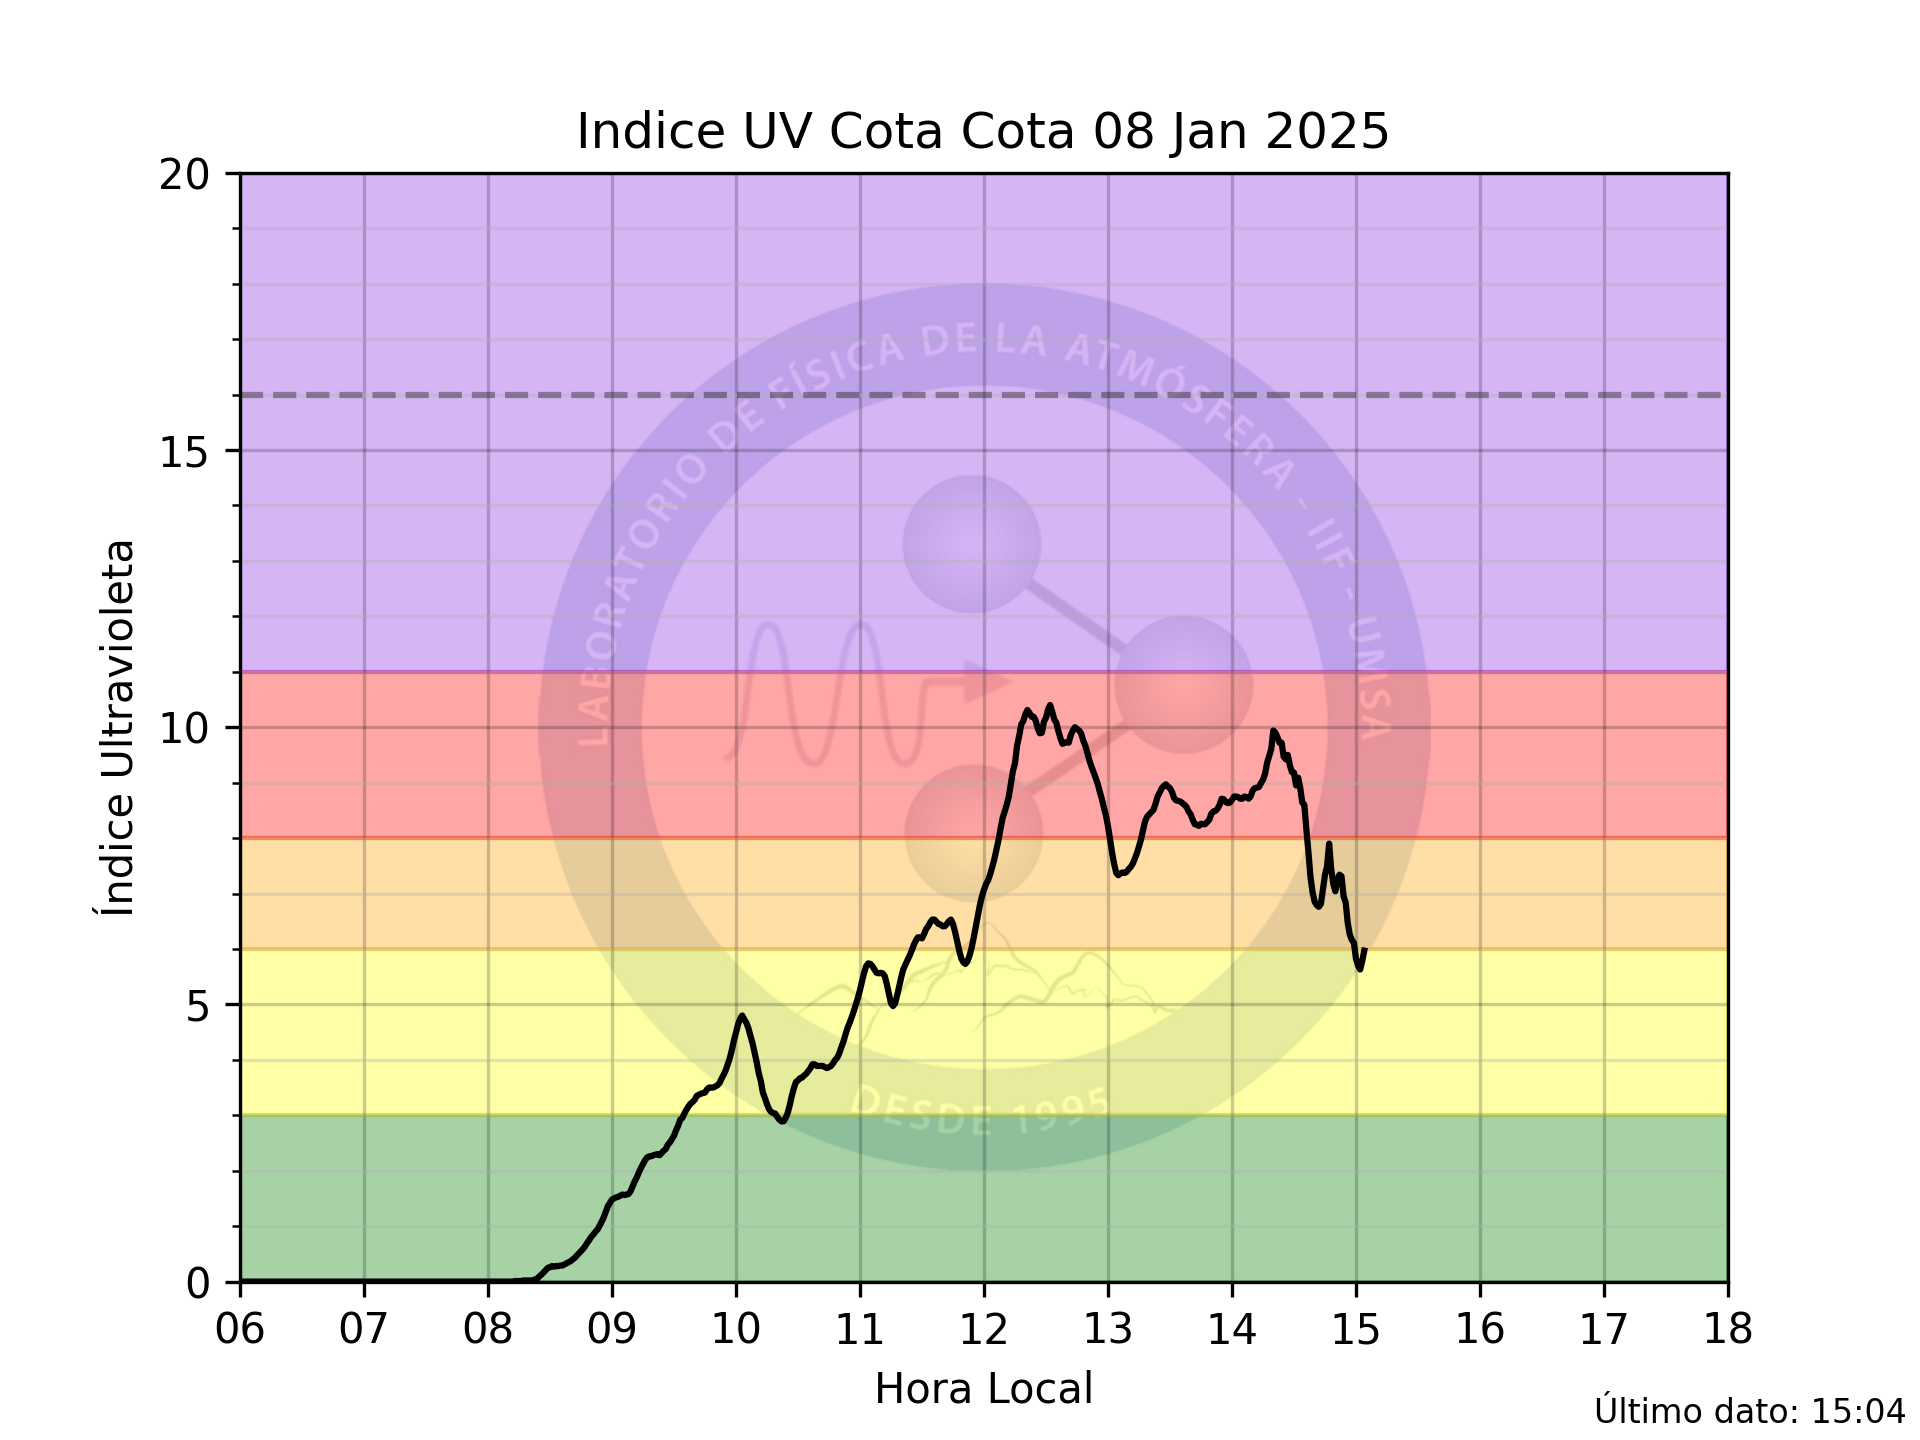 Indice UV Cota Cota 08 Jan 2025
20
15
10
5
0
Índice Ultravioleta
LABORATORIO DE FÍSICA DE LA ATMÓSFERA - IIF - UMSA
DESDE 1995
06 07 08 09 10 11 12 13 14 15 16 17 18
Hora Local
Último dato: 15:04